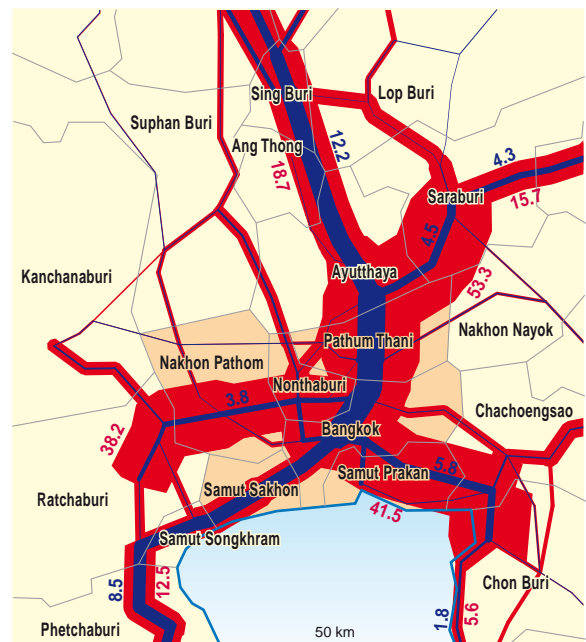 Sing Buri
Lop Buri
Suphan Buri
Ang Thong
12.2
18.7
4.3
15.7
Saraburi
4.5
Ayutthaya
53.3
Kanchanaburi
Pathum Thani
Nakhon Nayok
Nakhon Pathom
Nonthaburi
3.8
Chachoengsao
Bangkok
38.2
Samut Prakan
5.8
Samut Sakhon
Ratchaburi
41.5
Samut Songkhram
8.5
12.5
Chon Buri
1.8
5.6
Phetchaburi
50 km